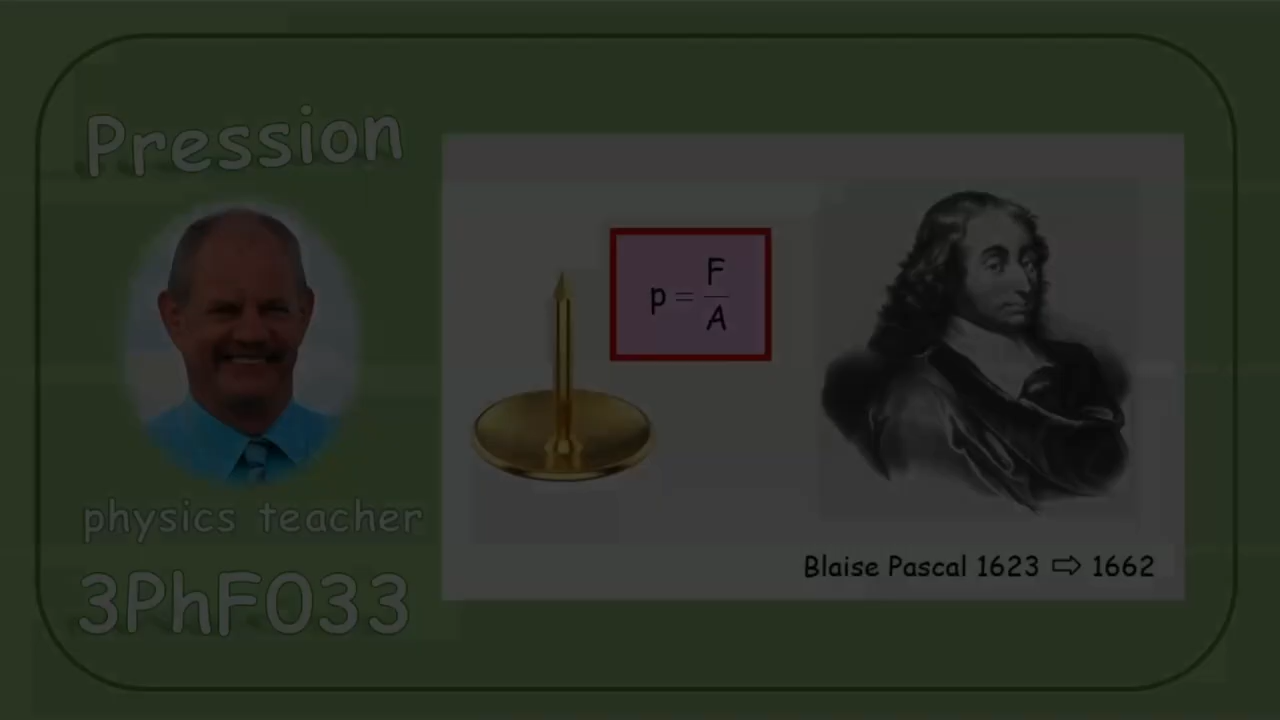 Pression
p = F/A
physics teacher
3PhF033
Blaise Pascal 1623 ⇨ 1662